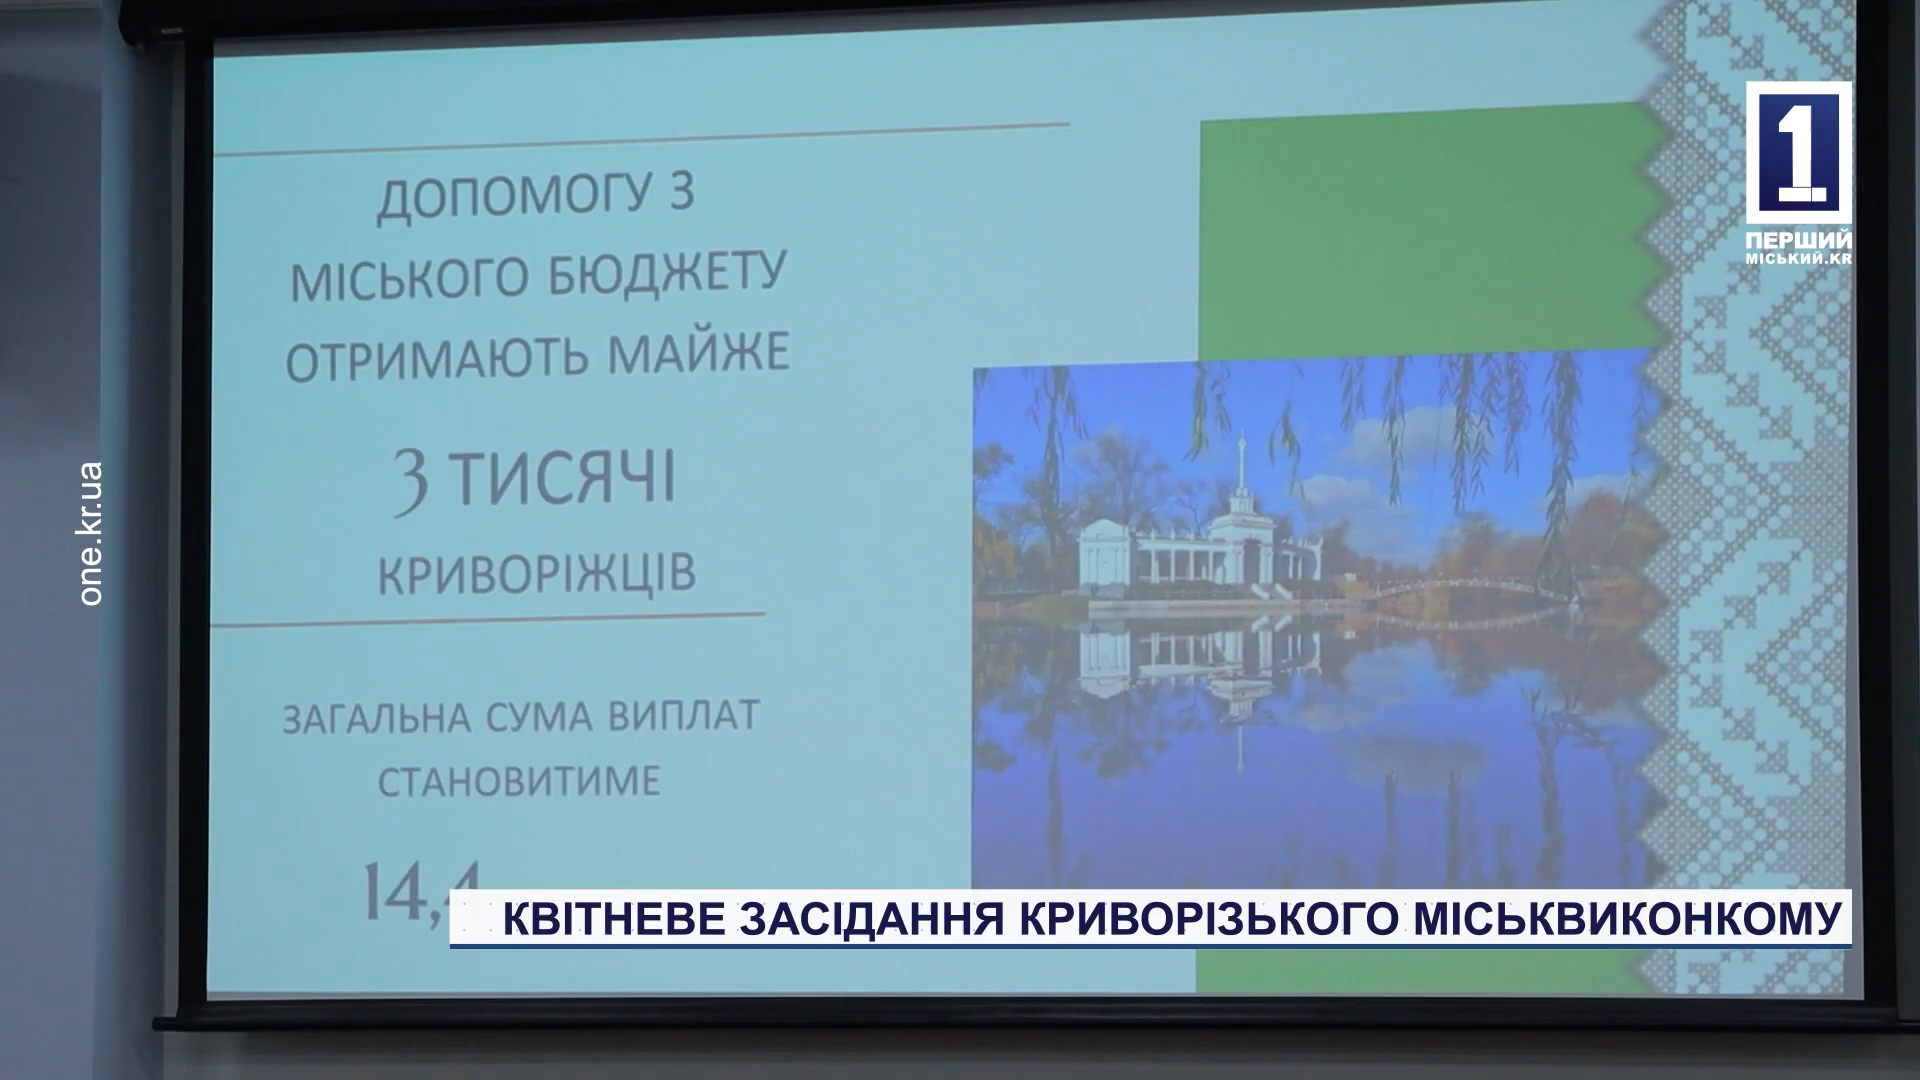 ДОПОМОГУ З
МІСЬКОГО БЮДЖЕТУ
ОТРИМАЮТЬ МАЙЖЕ
3 ТИСЯЧІ
КРИВОРІЖЦІВ
ЗАГАЛЬНА СУМА ВИПЛАТ
СТАНОВИТИМЕ
14,4
КВІТНЕВЕ ЗАСІДАННЯ КРИВОРІЗЬКОГО МІСЬКВИКОНКОМУ
1
ПЕРШИЙ
МІСЬКИЙ.KR
one.kr.ua